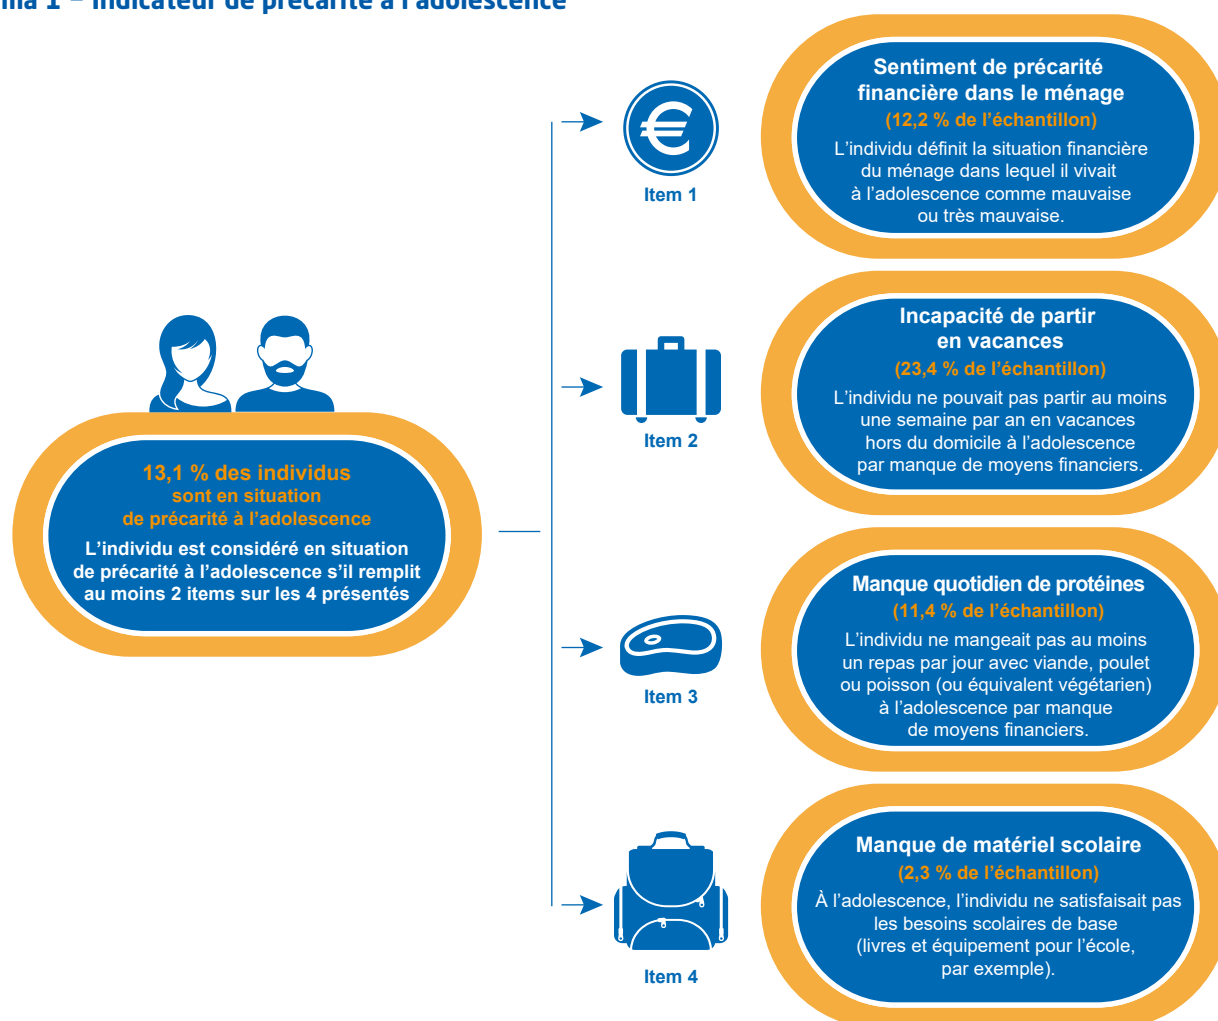 1 – Indicateur de précarité à l'adolescence
Sentiment de précarité
financière dans le ménage
(12,2 % de l'échantillon)
L'individu définit la situation financière
du ménage dans lequel il vivait
à l'adolescence comme mauvaise
ou très mauvaise.
€
Item 1
Incapacité de partir
en vacances
(23,4 % de l'échantillon)
L'individu ne pouvait pas partir au moins
une semaine par an en vacances
hors du domicile à l'adolescence
par manque de moyens financiers.
Item 2
13,1 % des individus
sont en situation
de précarité à l'adolescence
L'individu est considéré en situation
de précarité à l'adolescence s'il remplit
au moins 2 items sur les 4 présentés
Manque quotidien de protéines
(11,4 % de l'échantillon)
L'individu ne mangeait pas au moins
un repas par jour avec viande, poulet
ou poisson (ou équivalent végétarien)
à l'adolescence par manque
de moyens financiers.
Item 3
Manque de matériel scolaire
(2,3 % de l'échantillon)
À l'adolescence, l'individu ne satisfaisait pas
les besoins scolaires de base
(livres et équipement pour l'école,
par exemple).
Item 4